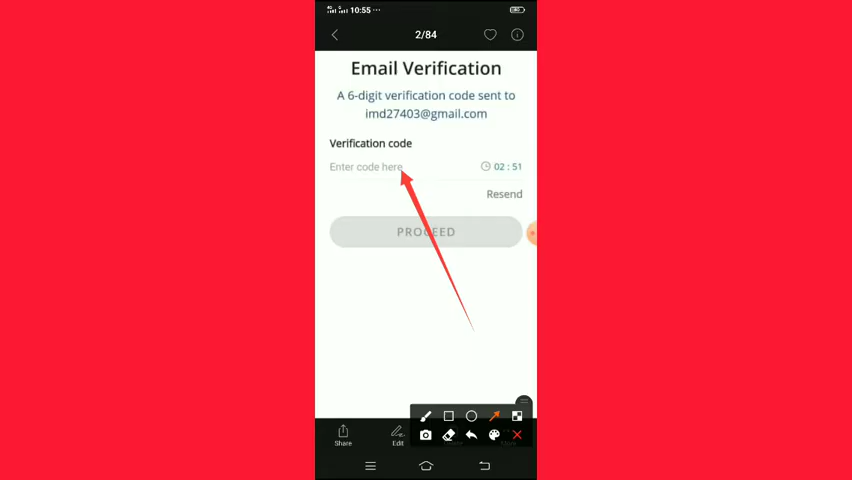 10:55
2/84
Email Verification
A 6-digit verification code sent to
imd27403@gmail.com
Verification code
Enter code here
02 : 51
Resend
PROCEED
Share
Edit